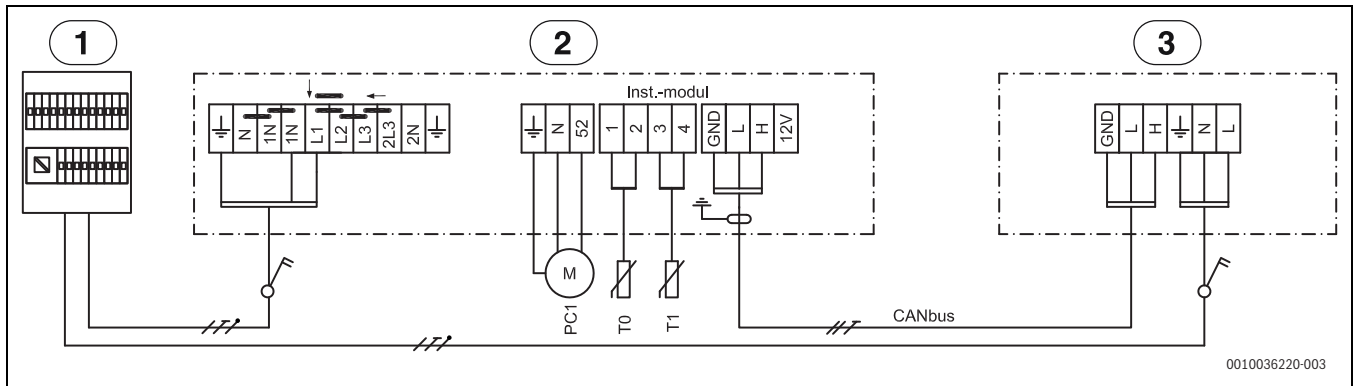 1
2
3
Inst.-modul
N
1N
1N
L1
L2
L3
2L3
2N
N
52
1
2
3
4
GND
L
H
12V
GND
L
H
N
L
M
PC1
T0
T1
CANbus
0010036220-003